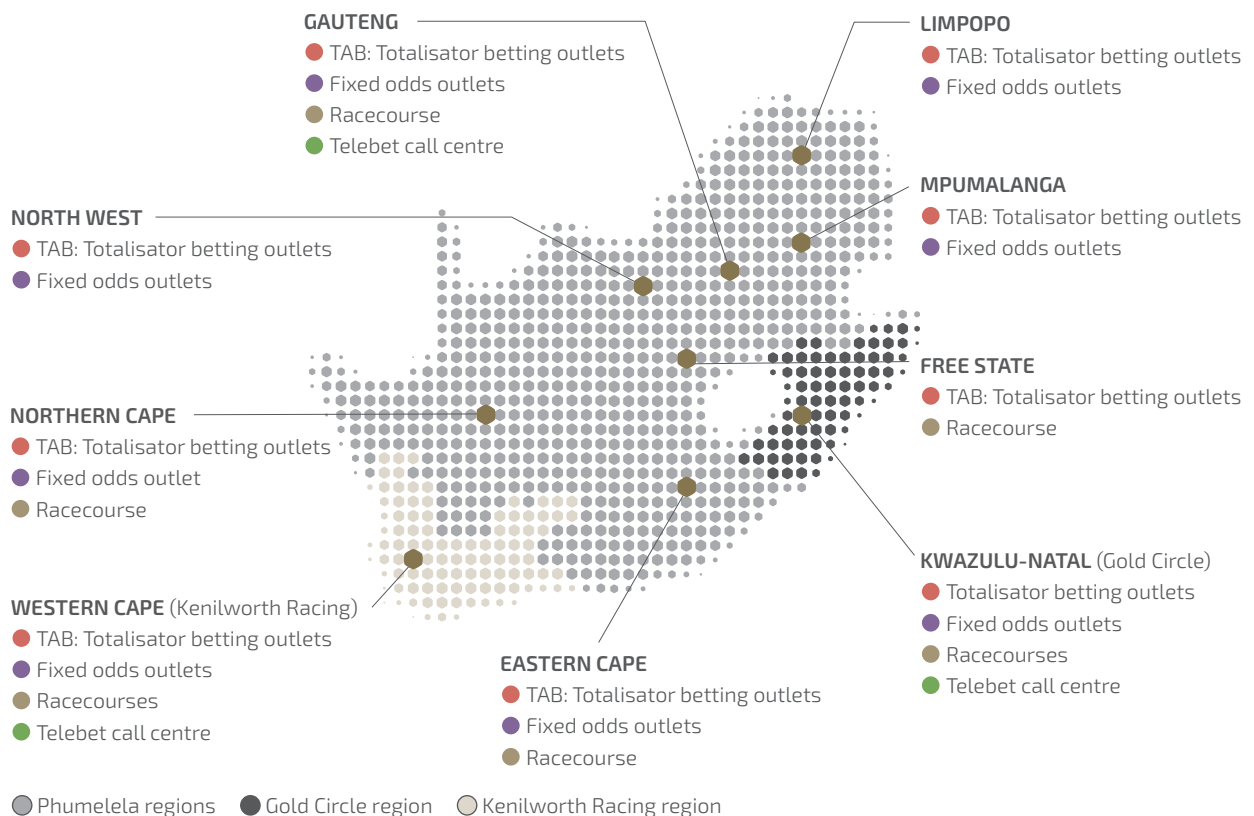 GAUTENG
TAB: Totalisator betting outlets
Fixed odds outlets
Racecourse
Telebet call centre
LIMPOPO
TAB: Totalisator betting outlets
Fixed odds outlets
MPUMALANGA
TAB: Totalisator betting outlets
Fixed odds outlets
NORTH WEST
TAB: Totalisator betting outlets
Fixed odds outlets
FREE STATE
TAB: Totalisator betting outlets
Racecourse
NORTHERN CAPE
TAB: Totalisator betting outlets
Fixed odds outlet
Racecourse
KWAZULU-NATAL (Gold Circle)
Totalisator betting outlets
Fixed odds outlets
Racecourses
Telebet call centre
WESTERN CAPE (Kenilworth Racing)
TAB: Totalisator betting outlets
Fixed odds outlets
Racecourses
Telebet call centre
EASTERN CAPE
TAB: Totalisator betting outlets
Fixed odds outlets
Racecourse
Phumelela regions Gold Circle region Kenilworth Racing region